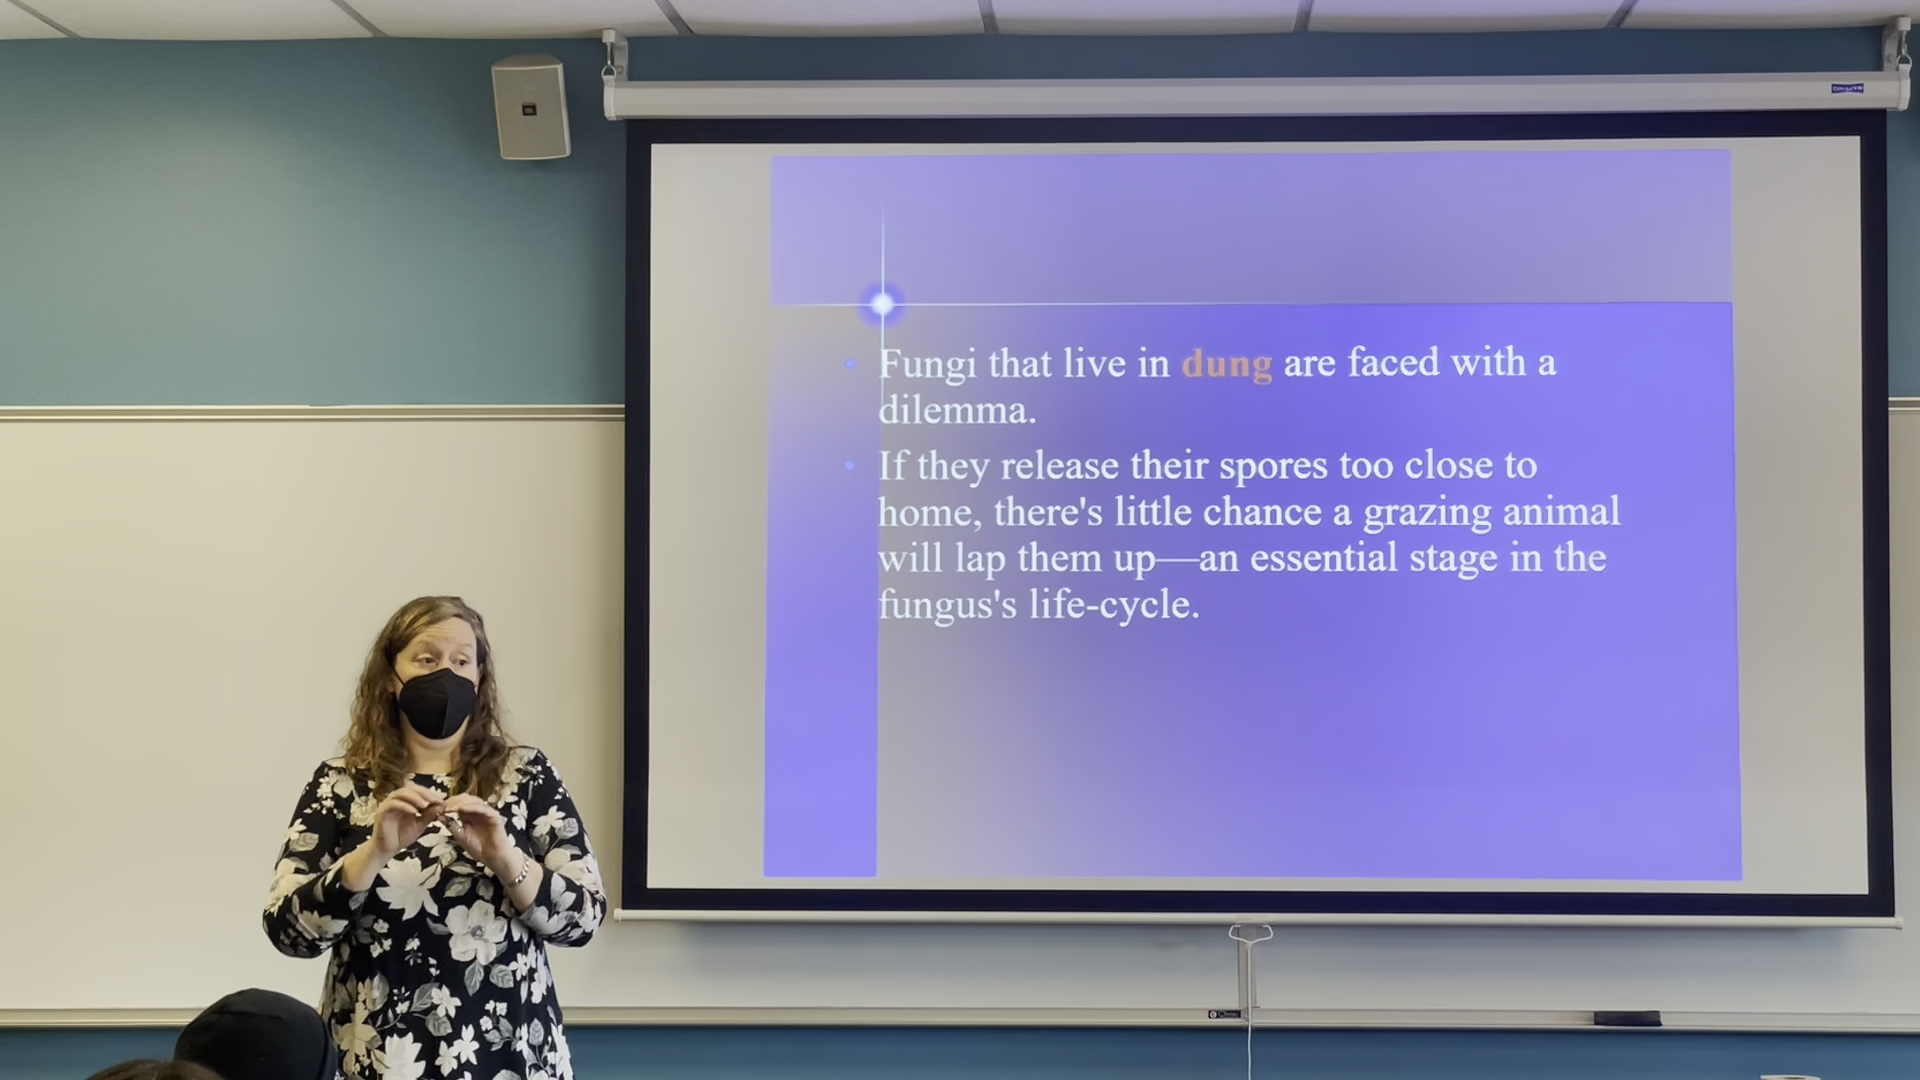 Fungi that live in dung are faced with a
dilemma.
If they release their spores too close to
home, there's little chance a grazing animal
will lap them up—an essential stage in the
fungus's life-cycle.